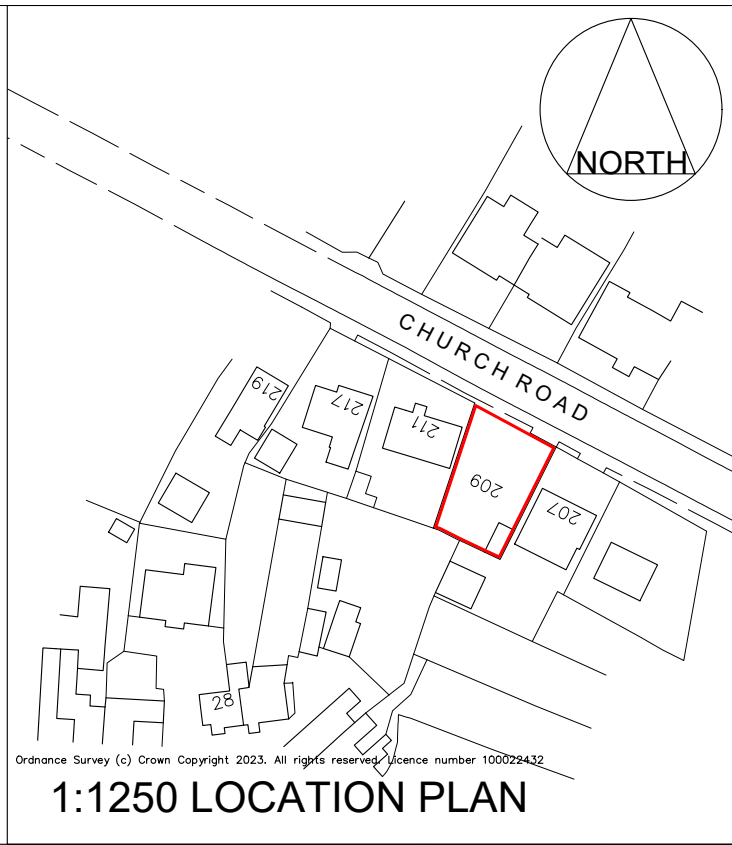 NORTH
CHURCH ROAD
219
217
211
209
207
28
Ordnance Survey (c) Crown Copyright 2023. All rights reserved. Licence number 100022432
1:1250 LOCATION PLAN